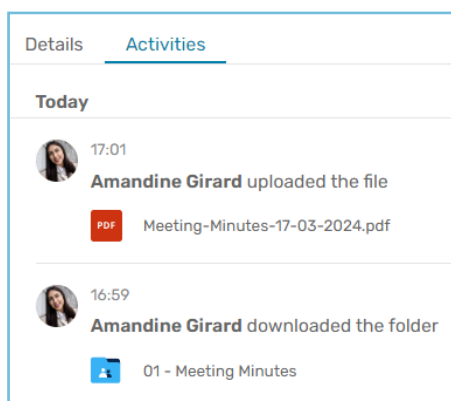 Details Activities
Today
17:01
Amandine Girard uploaded the file
PDF Meeting-Minutes-17-03-2024.pdf
16:59
Amandine Girard downloaded the folder
01 - Meeting Minutes